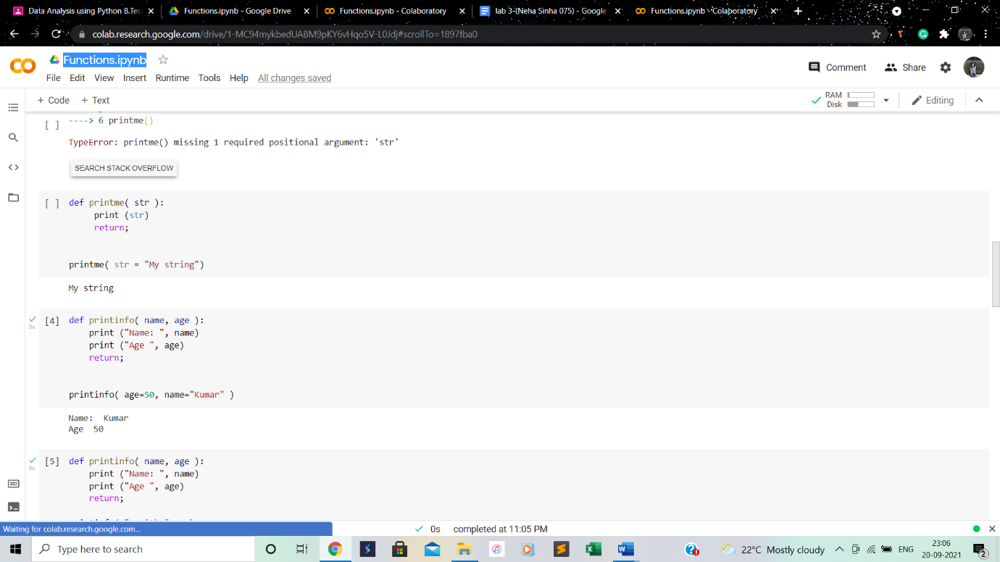 Data Analysis using Python B.Tec
Functions.ipynb - Google Drive
Functions.ipynb - Colaboratory
lab 3-(Neha Sinha 075) - Google
Functions.ipynb - Colaboratory
colab.research.google.com/drive/1-MC94mykbedUABM9pKY6vHqo5V-L0Jdj#scrollTo=1897fba0
Functions.ipynb
File Edit View Insert Runtime Tools Help All changes saved
Comment
Share
+ Code + Text
RAM
Disk
Editing
[ ] ----> 6 printme()
TypeError: printme() missing 1 required positional argument: 'str'
SEARCH STACK OVERFLOW
[ ] def printme( str ):
print (str)
return;
printme( str = "My string")
My string
[4] def printinfo( name, age ):
0s
print ("Name: ", name)
print ("Age ", age)
return;
printinfo( age=50, name="Kumar" )
Name:  Kumar
Age  50
[5] def printinfo( name, age ):
0s
print ("Name: ", name)
print ("Age ", age)
return;
Waiting for colab.research.google.com...
0s completed at 11:05 PM
Type here to search
22°C Mostly cloudy
ENG
23:06
20-09-2021
2